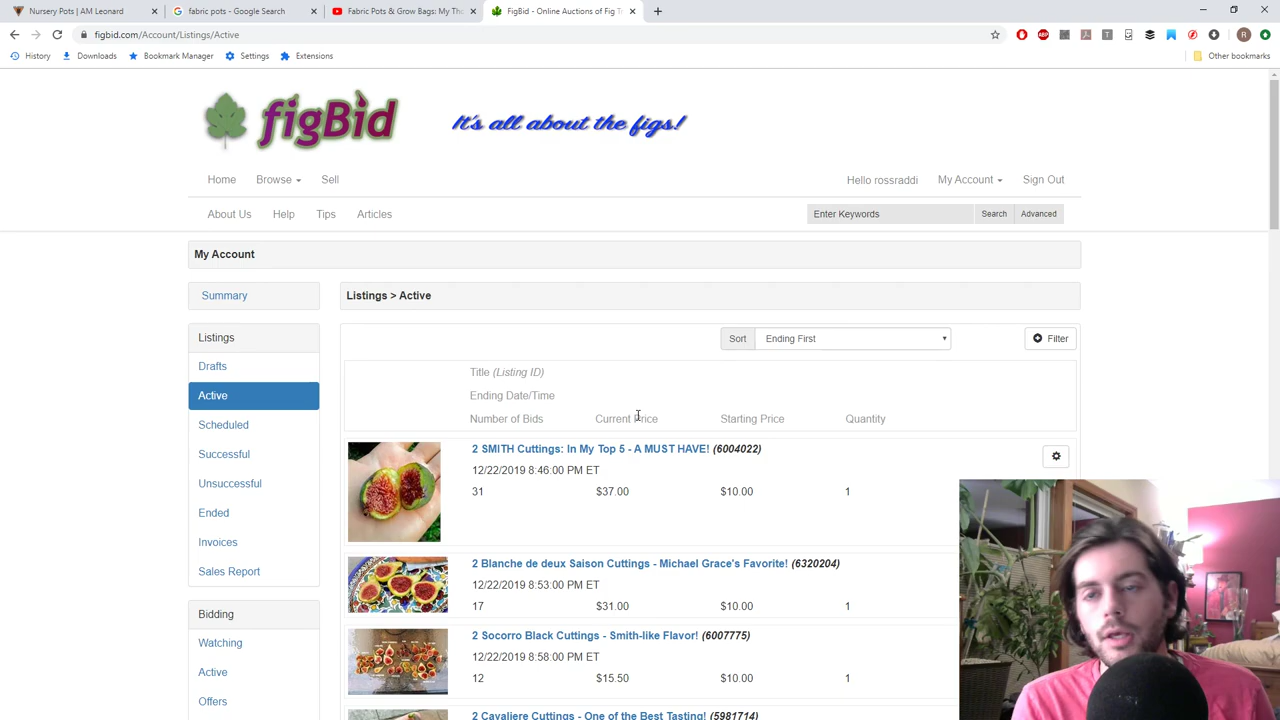 Nursery Pots | AM Leonard
fabric pots - Google Search
Fabric Pots & Grow Bags: My Tho
FigBid - Online Auctions of Fig Tr
figbid.com/Account/Listings/Active
History
Downloads
Bookmark Manager
Settings
Extensions
Other bookmarks
figBid
It's all about the figs!
Home
Browse
Sell
Hello rossraddi
My Account
Sign Out
About Us
Help
Tips
Articles
Enter Keywords
Search
Advanced
My Account
Summary
Listings > Active
Listings
Drafts
Active
Scheduled
Successful
Unsuccessful
Ended
Invoices
Sales Report
Bidding
Watching
Active
Offers
Sort
Ending First
Filter
Title (Listing ID)
Ending Date/Time
Number of Bids
Current Price
Starting Price
Quantity
2 SMITH Cuttings: In My Top 5 - A MUST HAVE! (6004022)
12/22/2019 8:46:00 PM ET
31
$37.00
$10.00
1
2 Blanche de deux Saison Cuttings - Michael Grace's Favorite! (6320204)
12/22/2019 8:53:00 PM ET
17
$31.00
$10.00
1
2 Socorro Black Cuttings - Smith-like Flavor! (6007775)
12/22/2019 8:58:00 PM ET
12
$15.50
$10.00
1
2 Cavaliere Cuttings - One of the Best Tasting! (5981714)